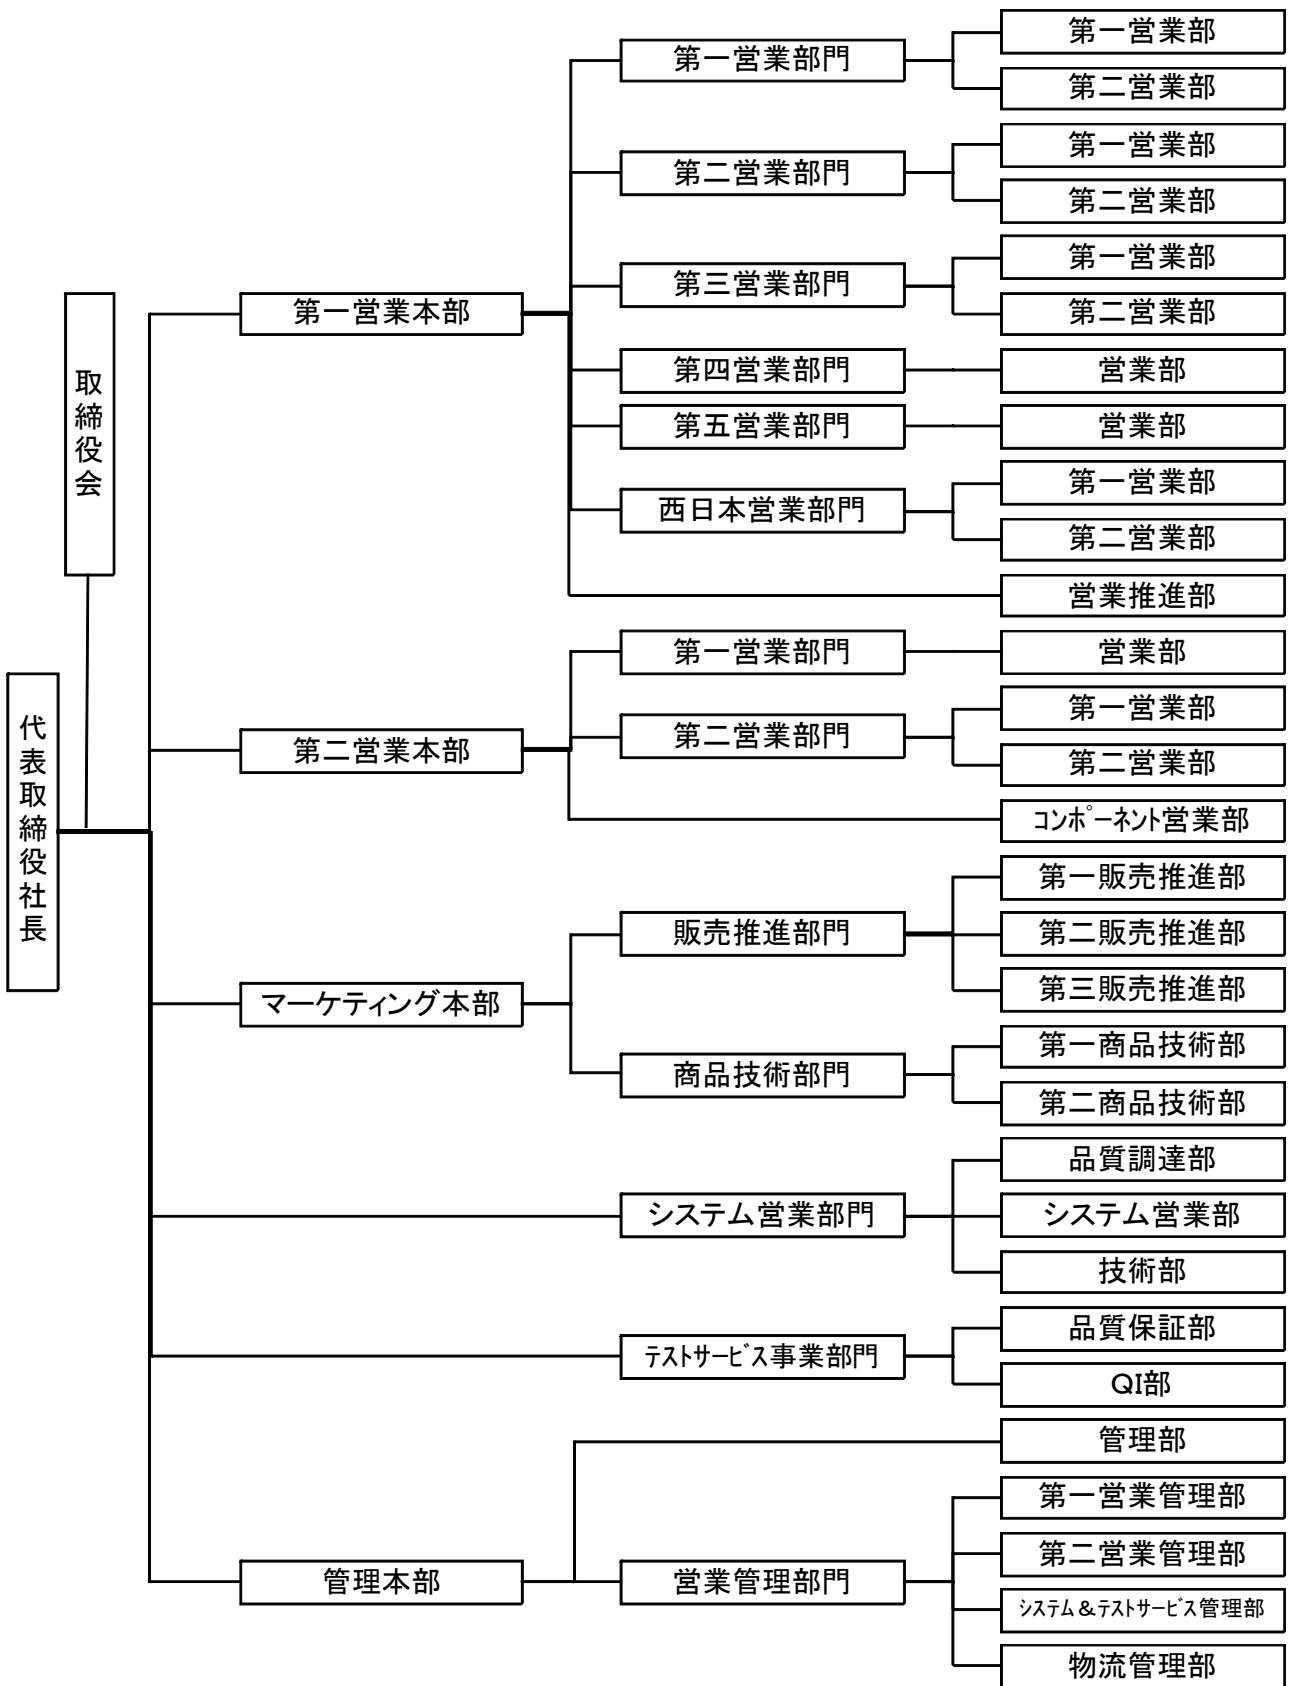 取締役会
代表取締役社長
第一営業本部
第一営業部門
第一営業部
第二営業部
第二営業部門
第一営業部
第二営業部
第三営業部門
第一営業部
第二営業部
第四営業部門
営業部
第五営業部門
営業部
西日本営業部門
第一営業部
第二営業部
営業推進部
第二営業本部
第一営業部門
営業部
第二営業部門
第一営業部
第二営業部
コンポーネント営業部
マーケティング本部
販売推進部門
第一販売推進部
第二販売推進部
第三販売推進部
商品技術部門
第一商品技術部
第二商品技術部
システム営業部門
品質調達部
システム営業部
技術部
テストサービス事業部門
品質保証部
QI部
管理本部
管理部
営業管理部門
第一営業管理部
第二営業管理部
システム&テストサービス管理部
物流管理部